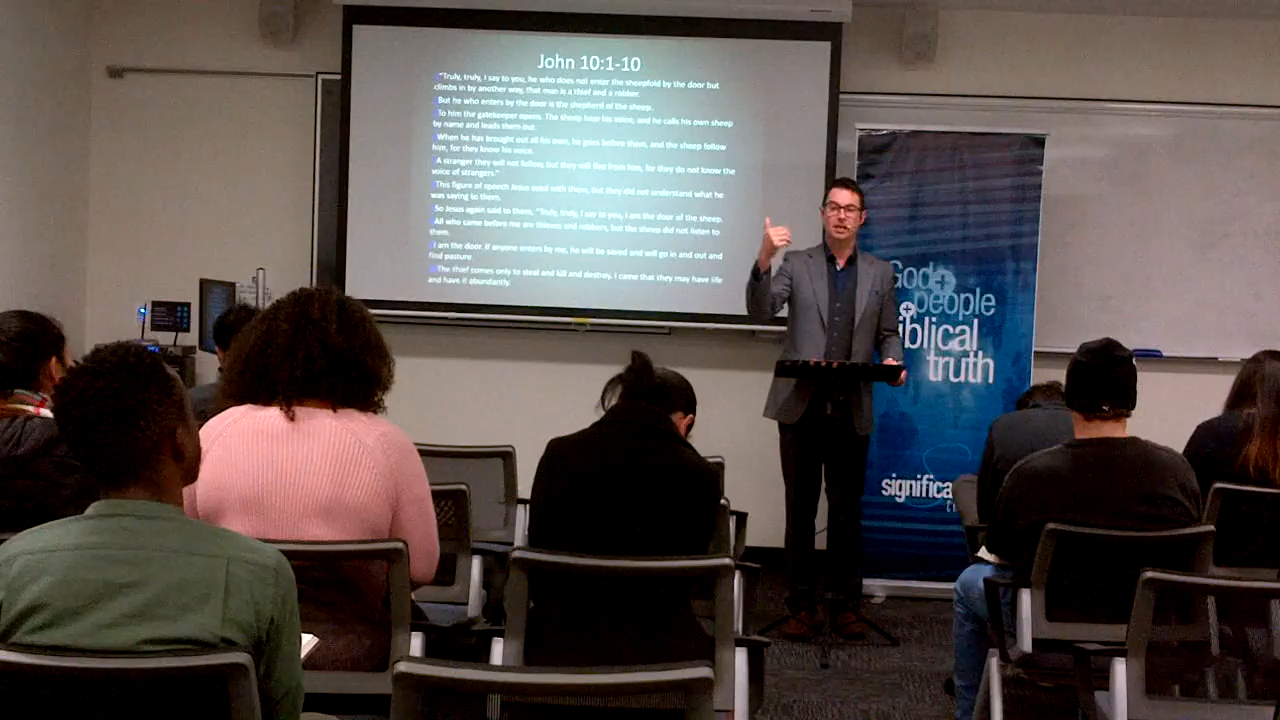 John 10:1-10
"Truly, truly, I say to you, he who does not enter the sheepfold by the door but
climbs in by another way, that man is a thief and a robber.
But he who enters by the door is the shepherd of the sheep.
To him the gatekeeper opens. The sheep hear his voice, and he calls his own sheep
by name and leads them out.
When he has brought out all his own, he goes before them, and the sheep follow
him, for they know his voice.
A stranger they will not follow, but they will flee from him, for they do not know the
voice of strangers."
This figure of speech Jesus used with them, but they did not understand what he
was saying to them.
So Jesus again said to them, "Truly, truly, I say to you, I am the door of the sheep.
All who came before me are thieves and robbers, but the sheep did not listen to
them.
I am the door. If anyone enters by me, he will be saved and will go in and out and
find pasture.
The thief comes only to steal and kill and destroy. I came that they may have life
and have it abundantly.
God
people
biblical
truth
significa